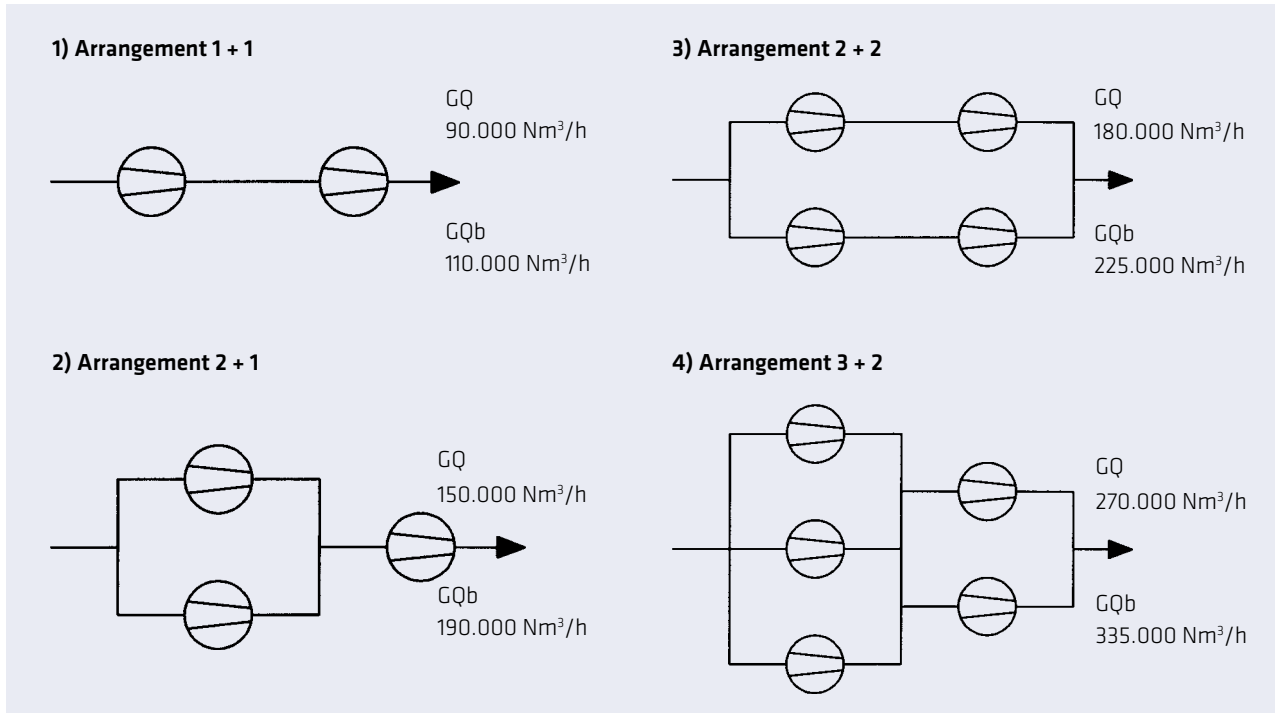 1) Arrangement 1 + 1
GQ
90.000 Nm³/h
GQb
110.000 Nm³/h
2) Arrangement 2 + 1
GQ
150.000 Nm³/h
GQb
190.000 Nm³/h
3) Arrangement 2 + 2
GQ
180.000 Nm³/h
GQb
225.000 Nm³/h
4) Arrangement 3 + 2
GQ
270.000 Nm³/h
GQb
335.000 Nm³/h